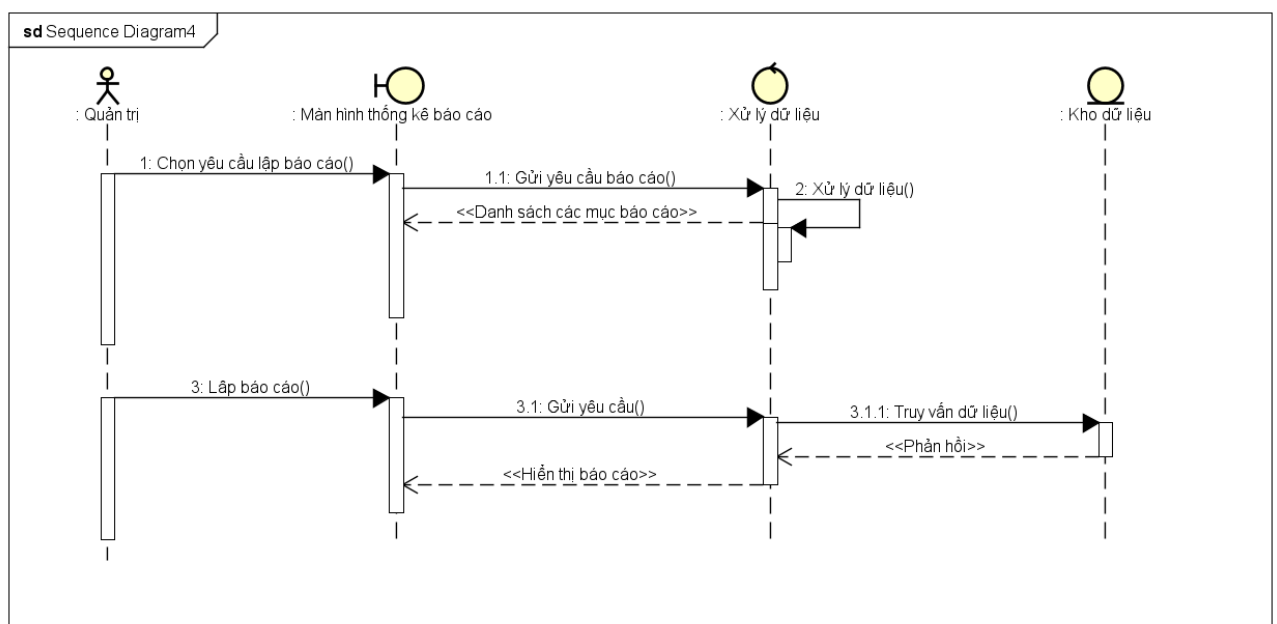 sd Sequence Diagram4
: Quản trị
: Màn hình thống kê báo cáo
: Xử lý dữ liệu
: Kho dữ liệu
1: Chọn yêu cầu lập báo cáo()
1.1: Gửi yêu cầu báo cáo()
2: Xử lý dữ liệu()
<<Danh sách các mục báo cáo>>
3: Lâp báo cáo()
3.1: Gửi yêu cầu()
3.1.1: Truy vấn dữ liệu()
<<Phản hồi>>
<<Hiển thị báo cáo>>